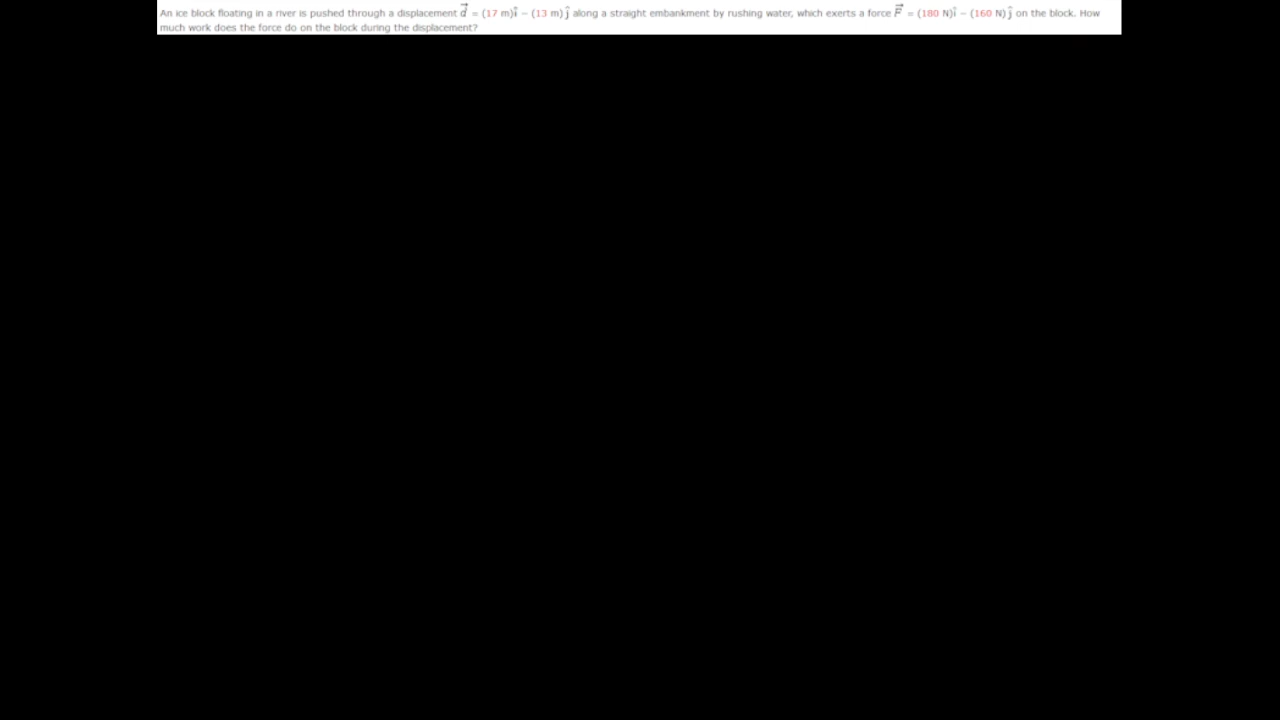 An ice block floating in a river is pushed through a displacement d⃗ = (17 m)î − (13 m) ĵ along a straight embankment by rushing water, which exerts a force F⃗ = (180 N)î − (160 N) ĵ on the block. How
much work does the force do on the block during the displacement?